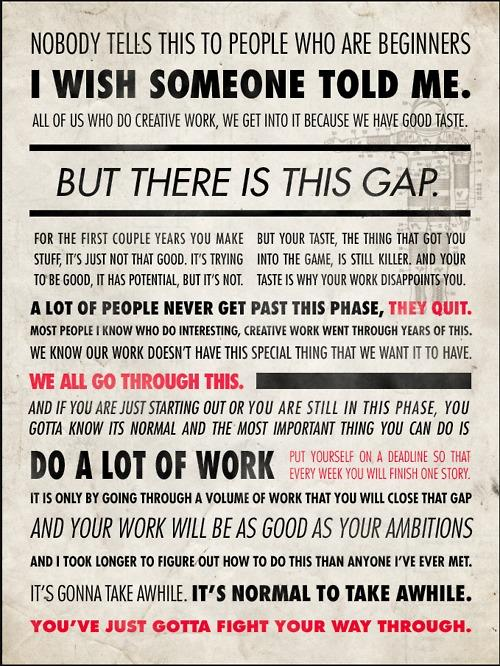 NOBODY TELLS THIS TO PEOPLE WHO ARE BEGINNERS
I WISH SOMEONE TOLD ME.
ALL OF US WHO DO CREATIVE WORK, WE GET INTO IT BECAUSE WE HAVE GOOD TASTE.
BUT THERE IS THIS GAP.
FOR THE FIRST COUPLE YEARS YOU MAKE
STUFF, IT'S JUST NOT THAT GOOD. IT'S TRYING
TO BE GOOD, IT HAS POTENTIAL, BUT IT'S NOT.
BUT YOUR TASTE, THE THING THAT GOT YOU
INTO THE GAME, IS STILL KILLER. AND YOUR
TASTE IS WHY YOUR WORK DISAPPOINTS YOU.
A LOT OF PEOPLE NEVER GET PAST THIS PHASE, THEY QUIT.
MOST PEOPLE I KNOW WHO DO INTERESTING, CREATIVE WORK WENT THROUGH YEARS OF THIS.
WE KNOW OUR WORK DOESN'T HAVE THIS SPECIAL THING THAT WE WANT IT TO HAVE.
WE ALL GO THROUGH THIS.
AND IF YOU ARE JUST STARTING OUT OR YOU ARE STILL IN THIS PHASE, YOU
GOTTA KNOW ITS NORMAL AND THE MOST IMPORTANT THING YOU CAN DO IS
DO A LOT OF WORK
PUT YOURSELF ON A DEADLINE SO THAT
EVERY WEEK YOU WILL FINISH ONE STORY.
IT IS ONLY BY GOING THROUGH A VOLUME OF WORK THAT YOU WILL CLOSE THAT GAP
AND YOUR WORK WILL BE AS GOOD AS YOUR AMBITIONS
AND I TOOK LONGER TO FIGURE OUT HOW TO DO THIS THAN ANYONE I'VE EVER MET.
IT'S GONNA TAKE AWHILE. IT'S NORMAL TO TAKE AWHILE.
YOU'VE JUST GOTTA FIGHT YOUR WAY THROUGH.